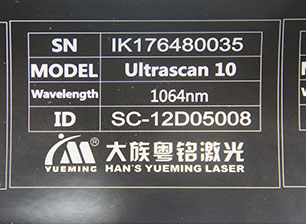 SN IK176480035
MODEL Ultrascan 10
Wavelength 1064nm
ID SC-12D05008
YM
YUEMING
大族粤铭激光
HAN'S YUEMING LASER